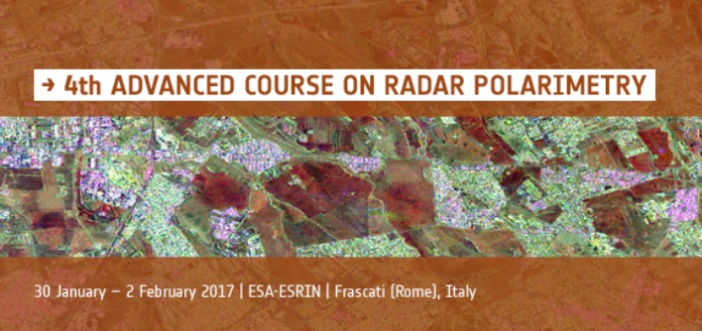 → 4th ADVANCED COURSE ON RADAR POLARIMETRY
30 January – 2 February 2017 | ESA-ESRIN | Frascati (Rome), Italy